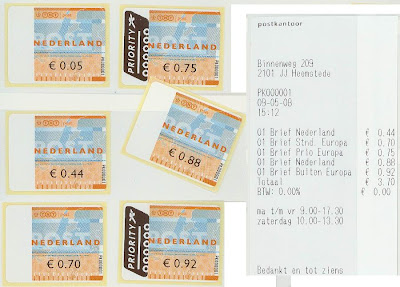 NEDERLAND
€ 0.05
PRIORITY
NEDERLAND
€ 0.75
NEDERLAND
€ 0.44
NEDERLAND
€ 0.88
NEDERLAND
€ 0.70
PRIORITY
NEDERLAND
€ 0.92
postkantoor
Binnenweg 209
2101 JJ Heemstede
PK000001
09-05-08
15:12
01 Brief Nederland € 0.44
01 Brief Stnd. Europa € 0.70
01 Brief Prio Europa € 0.75
01 Brief Nederland € 0.88
01 Brief Buiten Europa € 0.92
Totaal € 3.70
BTW: 0.00% € 0.00
ma t/m vr 9.00-17.30
zaterdag 10.00-13.30
Bedankt en tot ziens